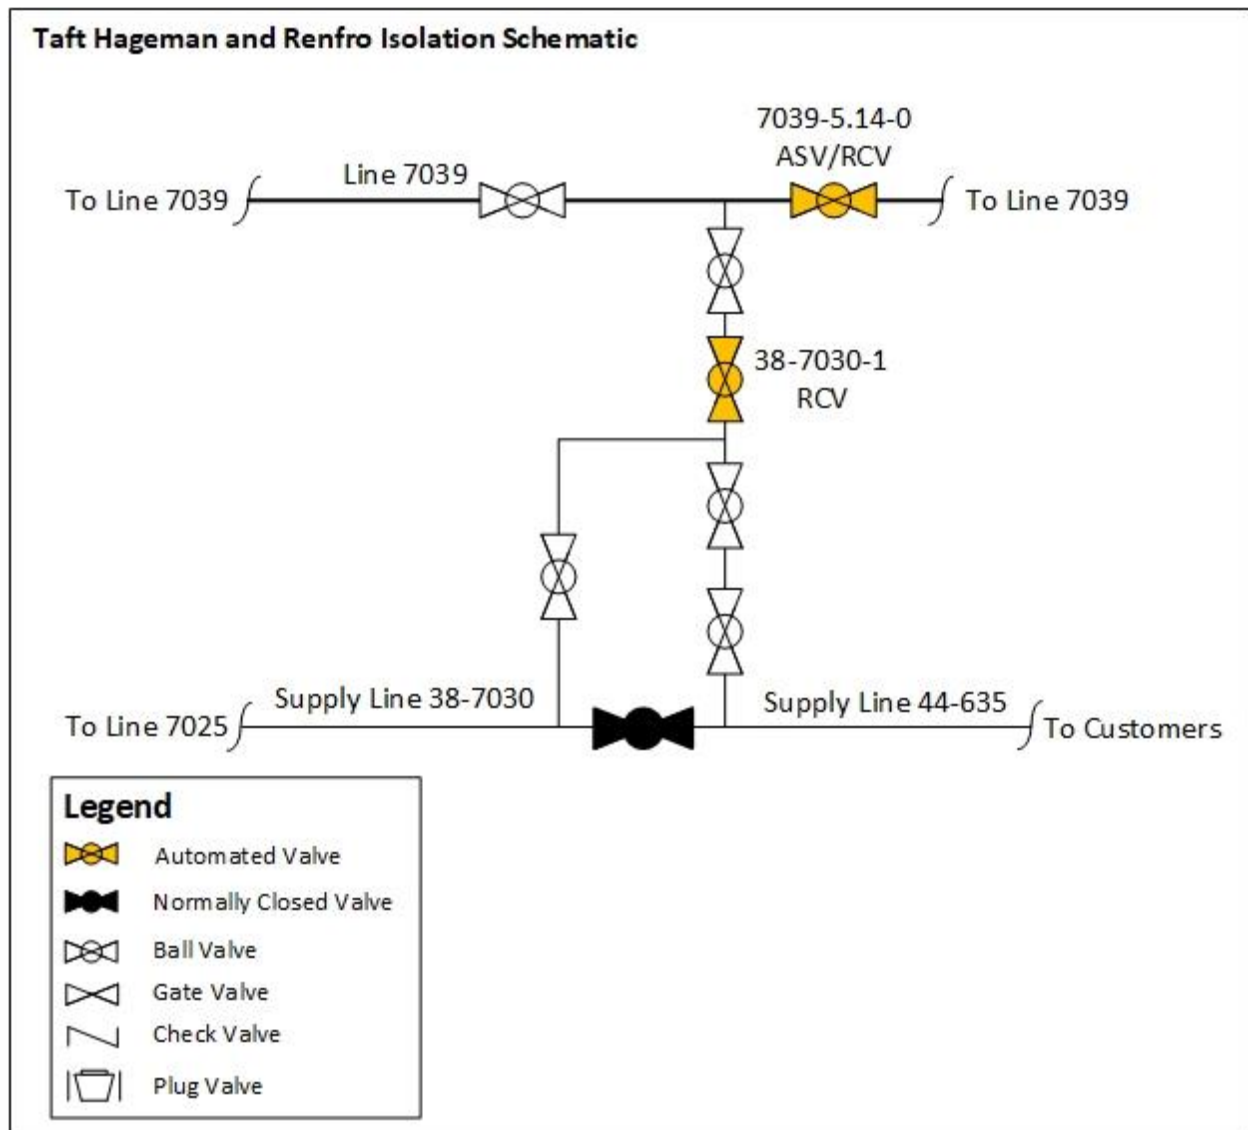 Taft Hageman and Renfro Isolation Schematic
7039-5.14-0
ASV/RCV
Line 7039
To Line 7039
To Line 7039
38-7030-1
RCV
Supply Line 38-7030
Supply Line 44-635
To Line 7025
To Customers
Legend
Automated Valve
Normally Closed Valve
Ball Valve
Gate Valve
Check Valve
Plug Valve